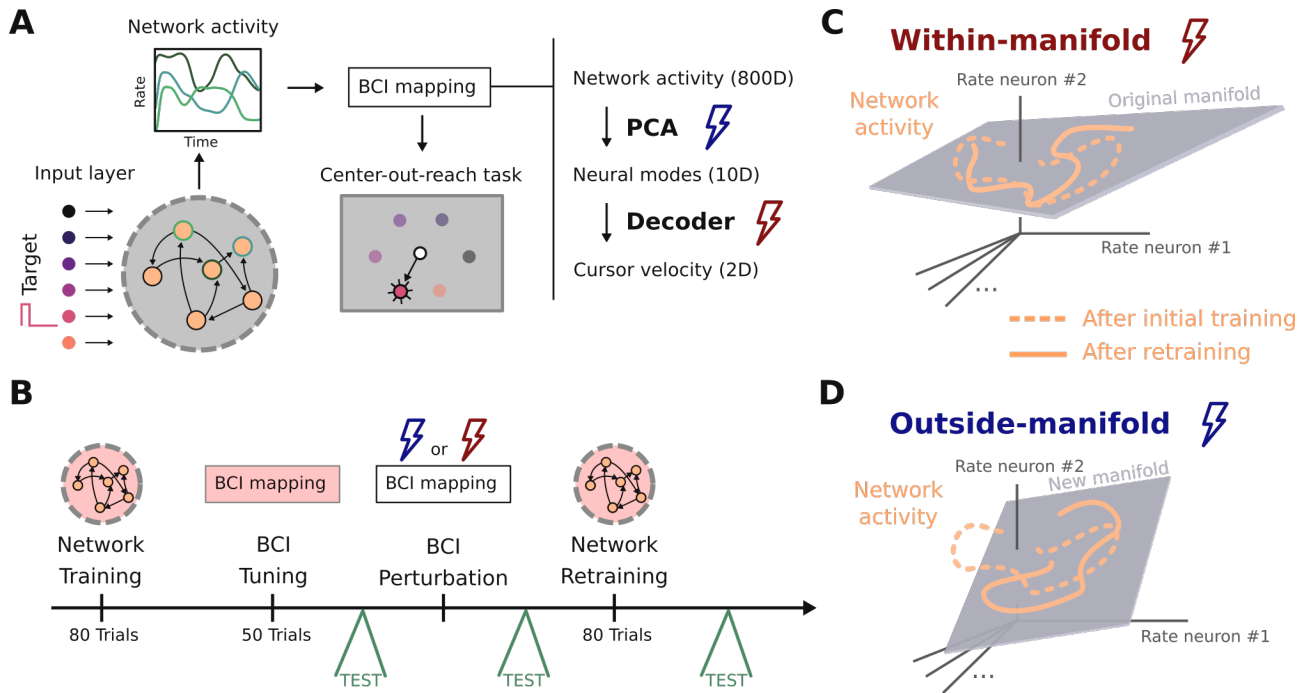 A
Network activity
Rate
Time
Input layer
Target
BCI mapping
Center-out-reach task
Network activity (800D)
PCA
Neural modes (10D)
Decoder
Cursor velocity (2D)
B
or
BCI mapping
BCI mapping
Network
Training
BCI
Tuning
BCI
Perturbation
Network
Retraining
80 Trials
50 Trials
80 Trials
TEST
TEST
TEST
C
Within-manifold
Rate neuron #2
Network
activity
Original manifold
Rate neuron #1
...
After initial training
After retraining
D
Outside-manifold
Rate neuron #2
New manifold
Network
activity
Rate neuron #1
...